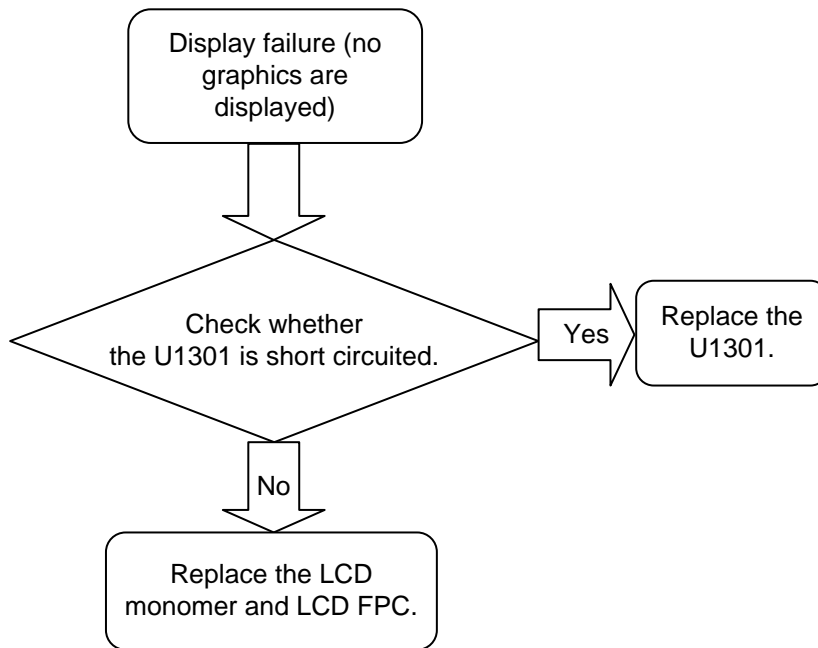 Display failure (no
graphics are
displayed)
Check whether
the U1301 is short circuited.
Yes
Replace the
U1301.
No
Replace the LCD
monomer and LCD FPC.